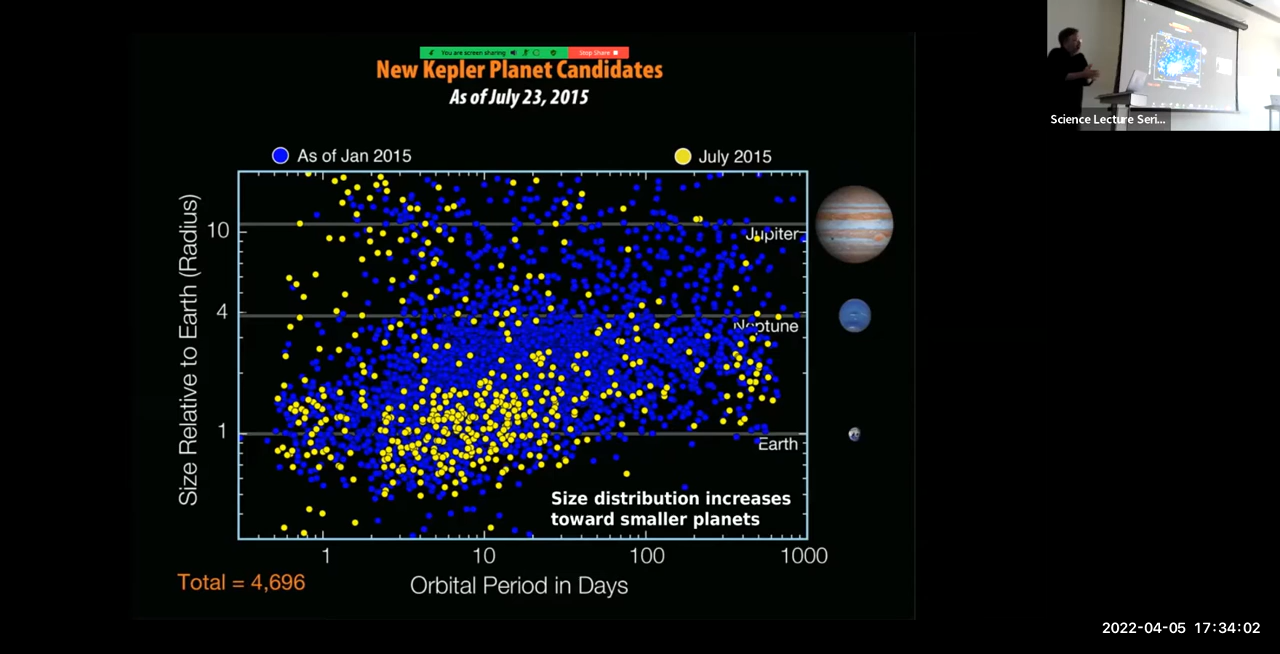 You are screen sharing
Stop Share
New Kepler Planet Candidates
As of July 23, 2015
As of Jan 2015
July 2015
Size Relative to Earth (Radius)
10
4
1
Jupiter
Neptune
Earth
Size distribution increases
toward smaller planets
1
10
100
1000
Orbital Period in Days
Total = 4,696
Science Lecture Seri...
2022-04-05 17:34:02